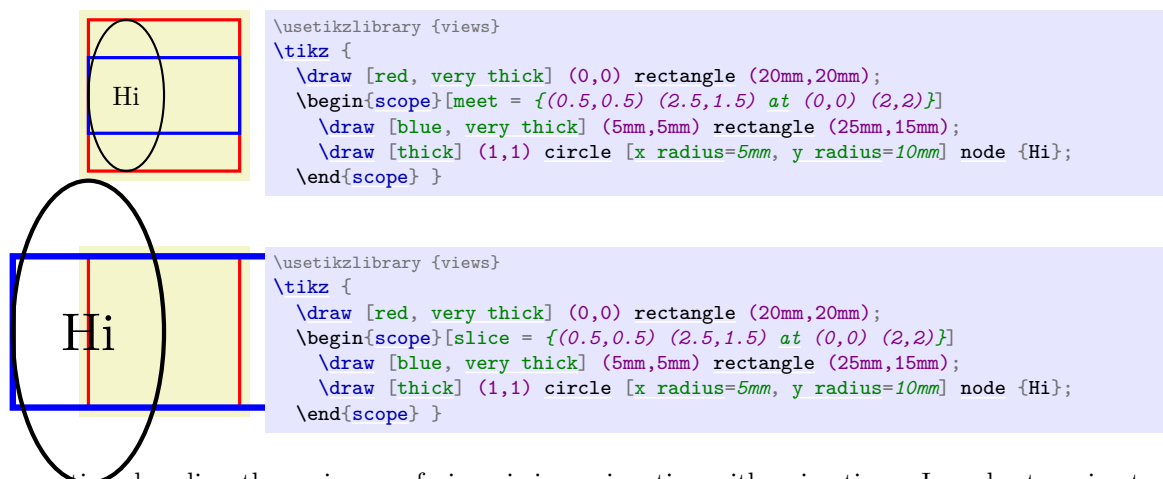 Hi
\usetikzlibrary {views}
\tikz {
\draw [red, very thick] (0,0) rectangle (20mm,20mm);
\begin{scope}[meet = {(0.5,0.5) (2.5,1.5) at (0,0) (2,2)}]
\draw [blue, very thick] (5mm,5mm) rectangle (25mm,15mm);
\draw [thick] (1,1) circle [x radius=5mm, y radius=10mm] node {Hi};
\end{scope} }
Hi
\usetikzlibrary {views}
\tikz {
\draw [red, very thick] (0,0) rectangle (20mm,20mm);
\begin{scope}[slice = {(0.5,0.5) (2.5,1.5) at (0,0) (2,2)}]
\draw [blue, very thick] (5mm,5mm) rectangle (25mm,15mm);
\draw [thick] (1,1) circle [x radius=5mm, y radius=10mm] node {Hi};
\end{scope} }